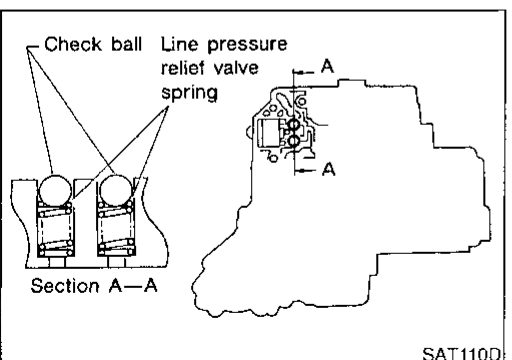 Check ball
Line pressure
relief valve
spring
A
A
Section A—A
SAT110D